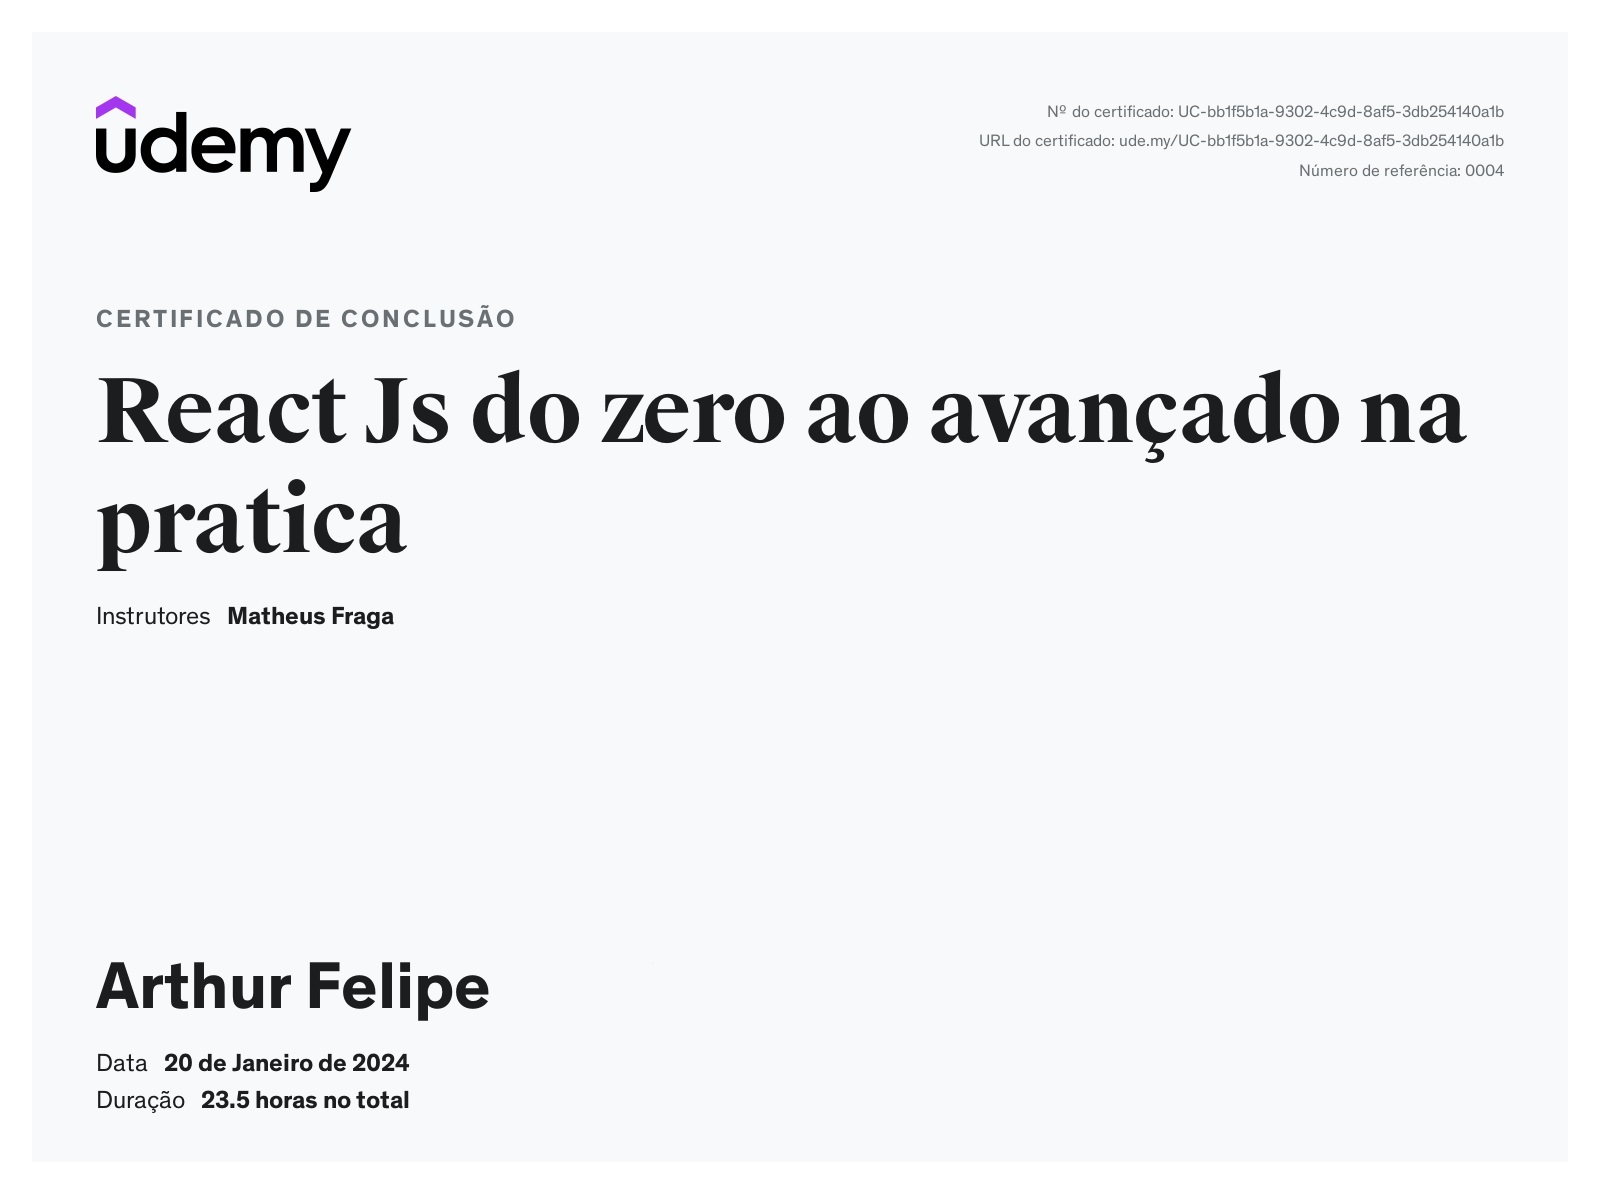 udemy
Nº do certificado: UC-bb1f5b1a-9302-4c9d-8af5-3db254140a1b
URL do certificado: ude.my/UC-bb1f5b1a-9302-4c9d-8af5-3db254140a1b
Número de referência: 0004
CERTIFICADO DE CONCLUSÃO
React Js do zero ao avançado na
pratica
Instrutores Matheus Fraga
Arthur Felipe
Data 20 de Janeiro de 2024
Duração 23.5 horas no total